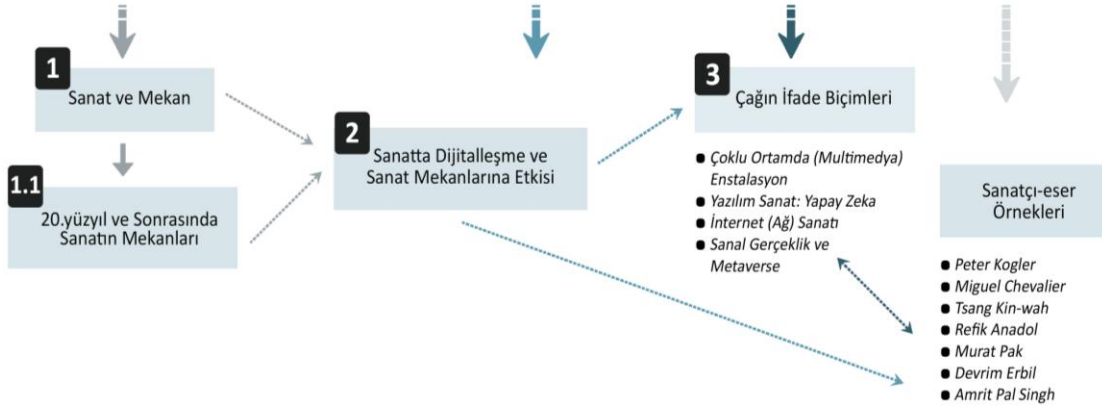 1
Sanat ve Mekan
1.1
20.yüzyıl ve Sonrasında
Sanatın Mekanları
2
Sanatta Dijitalleşme ve
Sanat Mekanlarına Etkisi
3
Çağın İfade Biçimleri
● Çoklu Ortamda (Multimedya)
Enstalasyon
● Yazılım Sanat: Yapay Zeka
● İnternet (Ağ) Sanatı
● Sanal Gerçeklik ve
Metaverse
Sanatçı-eser
Örnekleri
● Peter Kogler
● Miguel Chevalier
● Tsang Kin-wah
● Refik Anadol
● Murat Pak
● Devrim Erbil
● Amrit Pal Singh